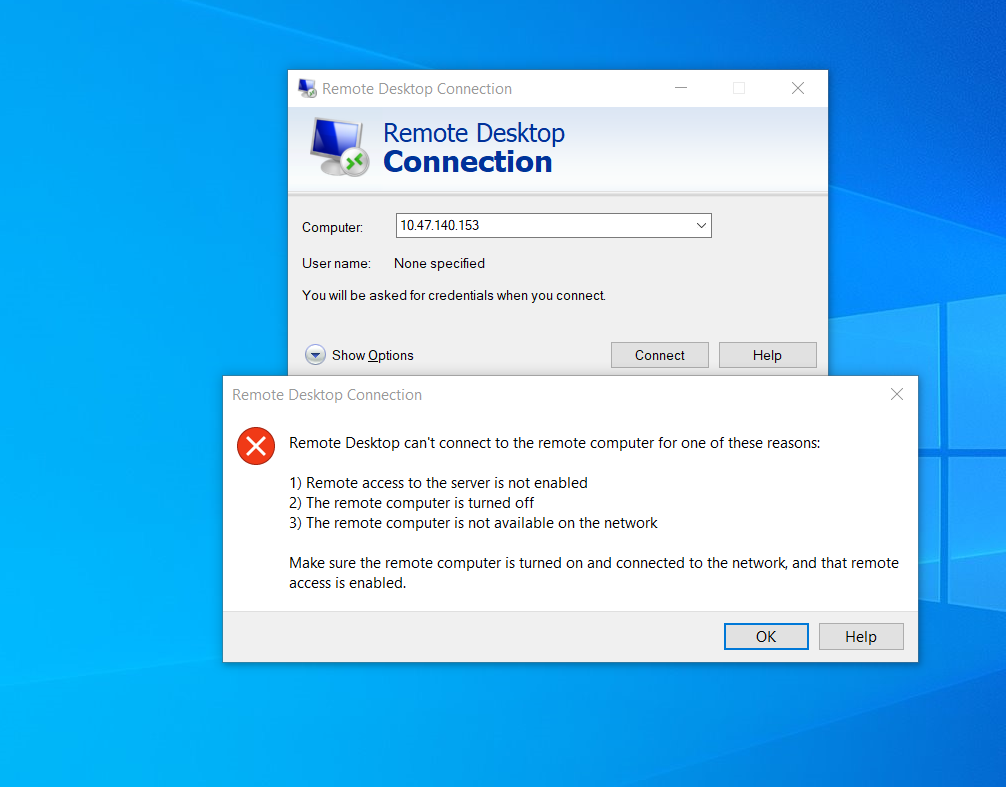 Remote Desktop Connection
Remote Desktop
Connection
Computer:
10.47.140.153
User name:
None specified
You will be asked for credentials when you connect.
Show Options
Connect
Help
Remote Desktop Connection
Remote Desktop can't connect to the remote computer for one of these reasons:
1) Remote access to the server is not enabled
2) The remote computer is turned off
3) The remote computer is not available on the network
Make sure the remote computer is turned on and connected to the network, and that remote
access is enabled.
OK
Help